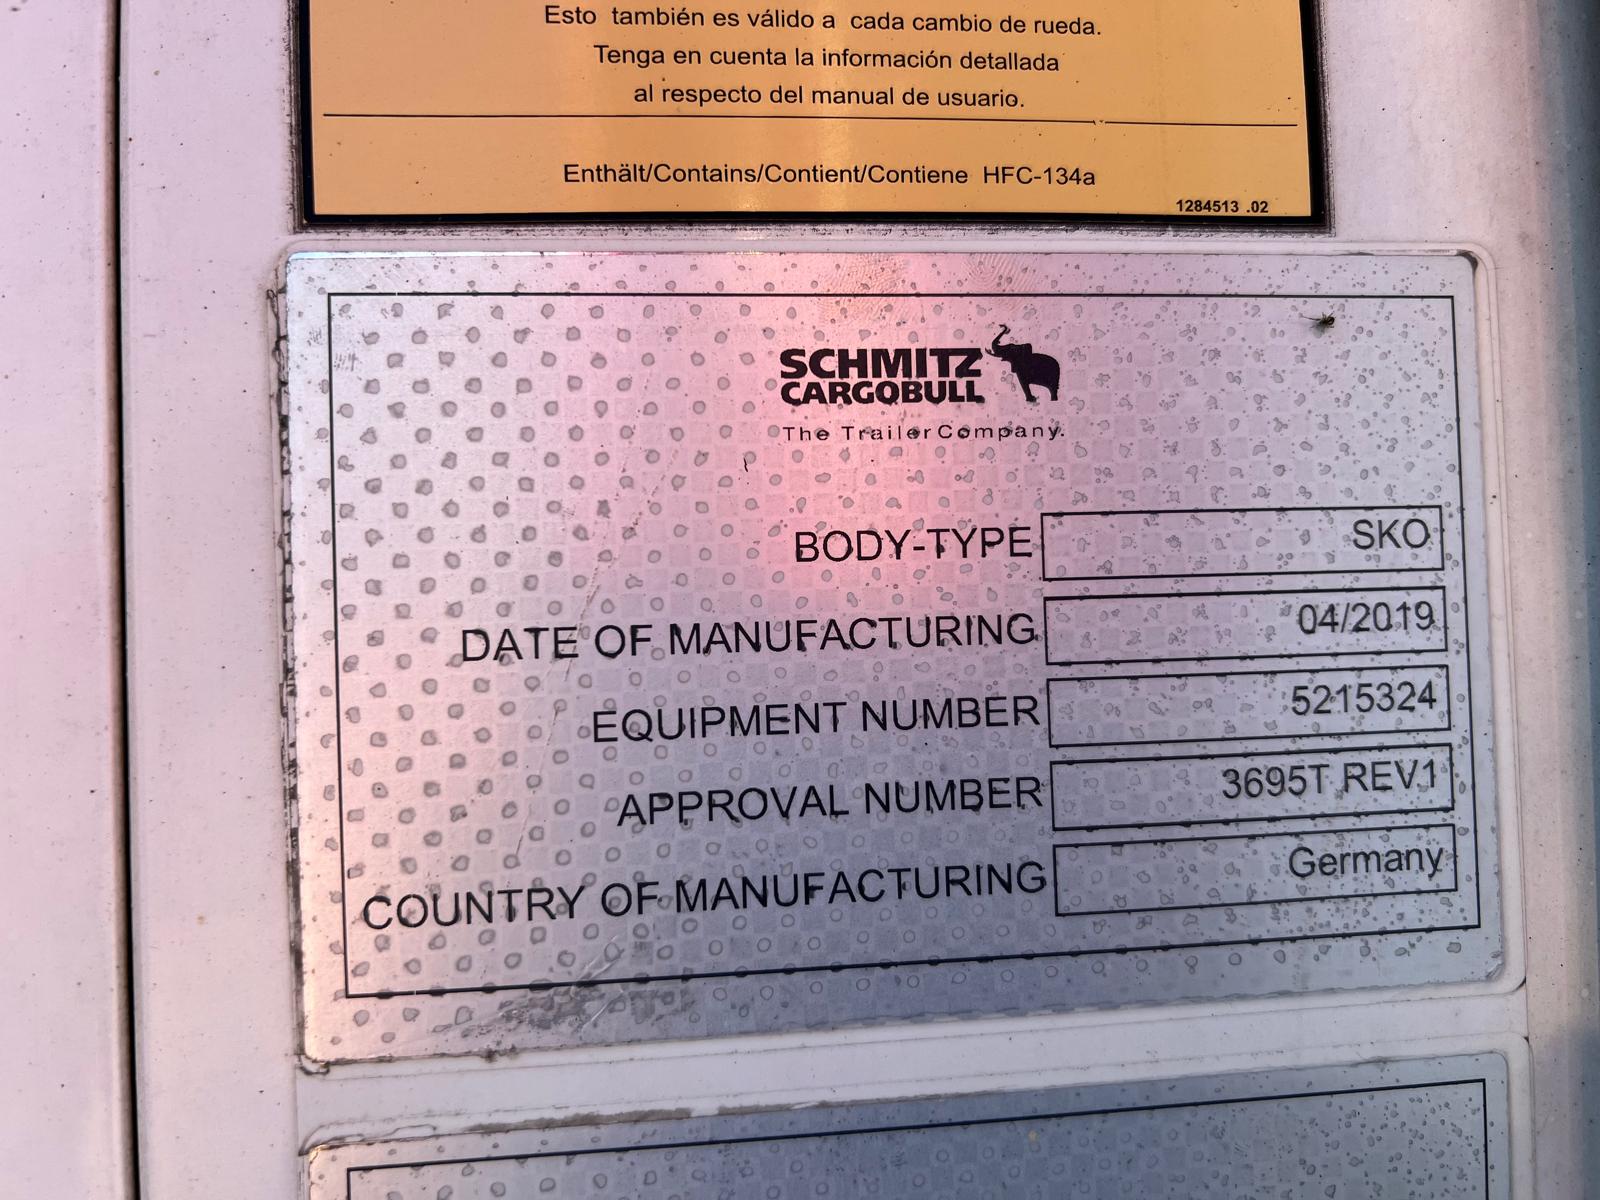 Esto también es válido a cada cambio de rueda.
Tenga en cuenta la información detallada
al respecto del manual de usuario.
Enthält/Contains/Contient/Contiene HFC-134a
1284513 .02
SCHMITZ
CARGOBULL
The Trailer Company.
BODY-TYPE SKO
DATE OF MANUFACTURING 04/2019
EQUIPMENT NUMBER 5215324
APPROVAL NUMBER 3695T REV1
COUNTRY OF MANUFACTURING Germany